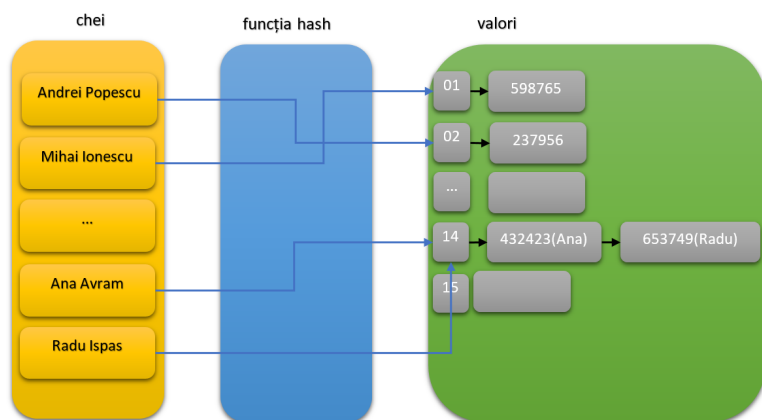 chei
funcția hash
valori
Andrei Popescu
Mihai Ionescu
...
Ana Avram
Radu Ispas
01
598765
02
237956
...
14
432423(Ana)
653749(Radu)
15